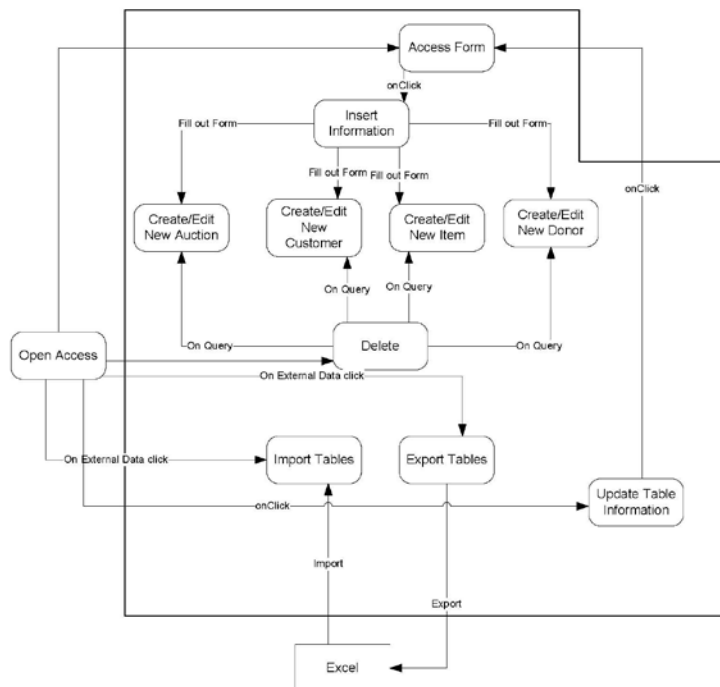 Access Form
onClick
Insert
Information
Fill out Form
Fill out Form
Fill out Form
Fill out Form
Create/Edit
New Auction
Create/Edit
New
Customer
Create/Edit
New Item
Create/Edit
New Donor
onClick
On Query
On Query
Open Access
On Query
Delete
On Query
On External Data click
On External Data click
Import Tables
Export Tables
Update Table
Information
onClick
Import
Export
Excel